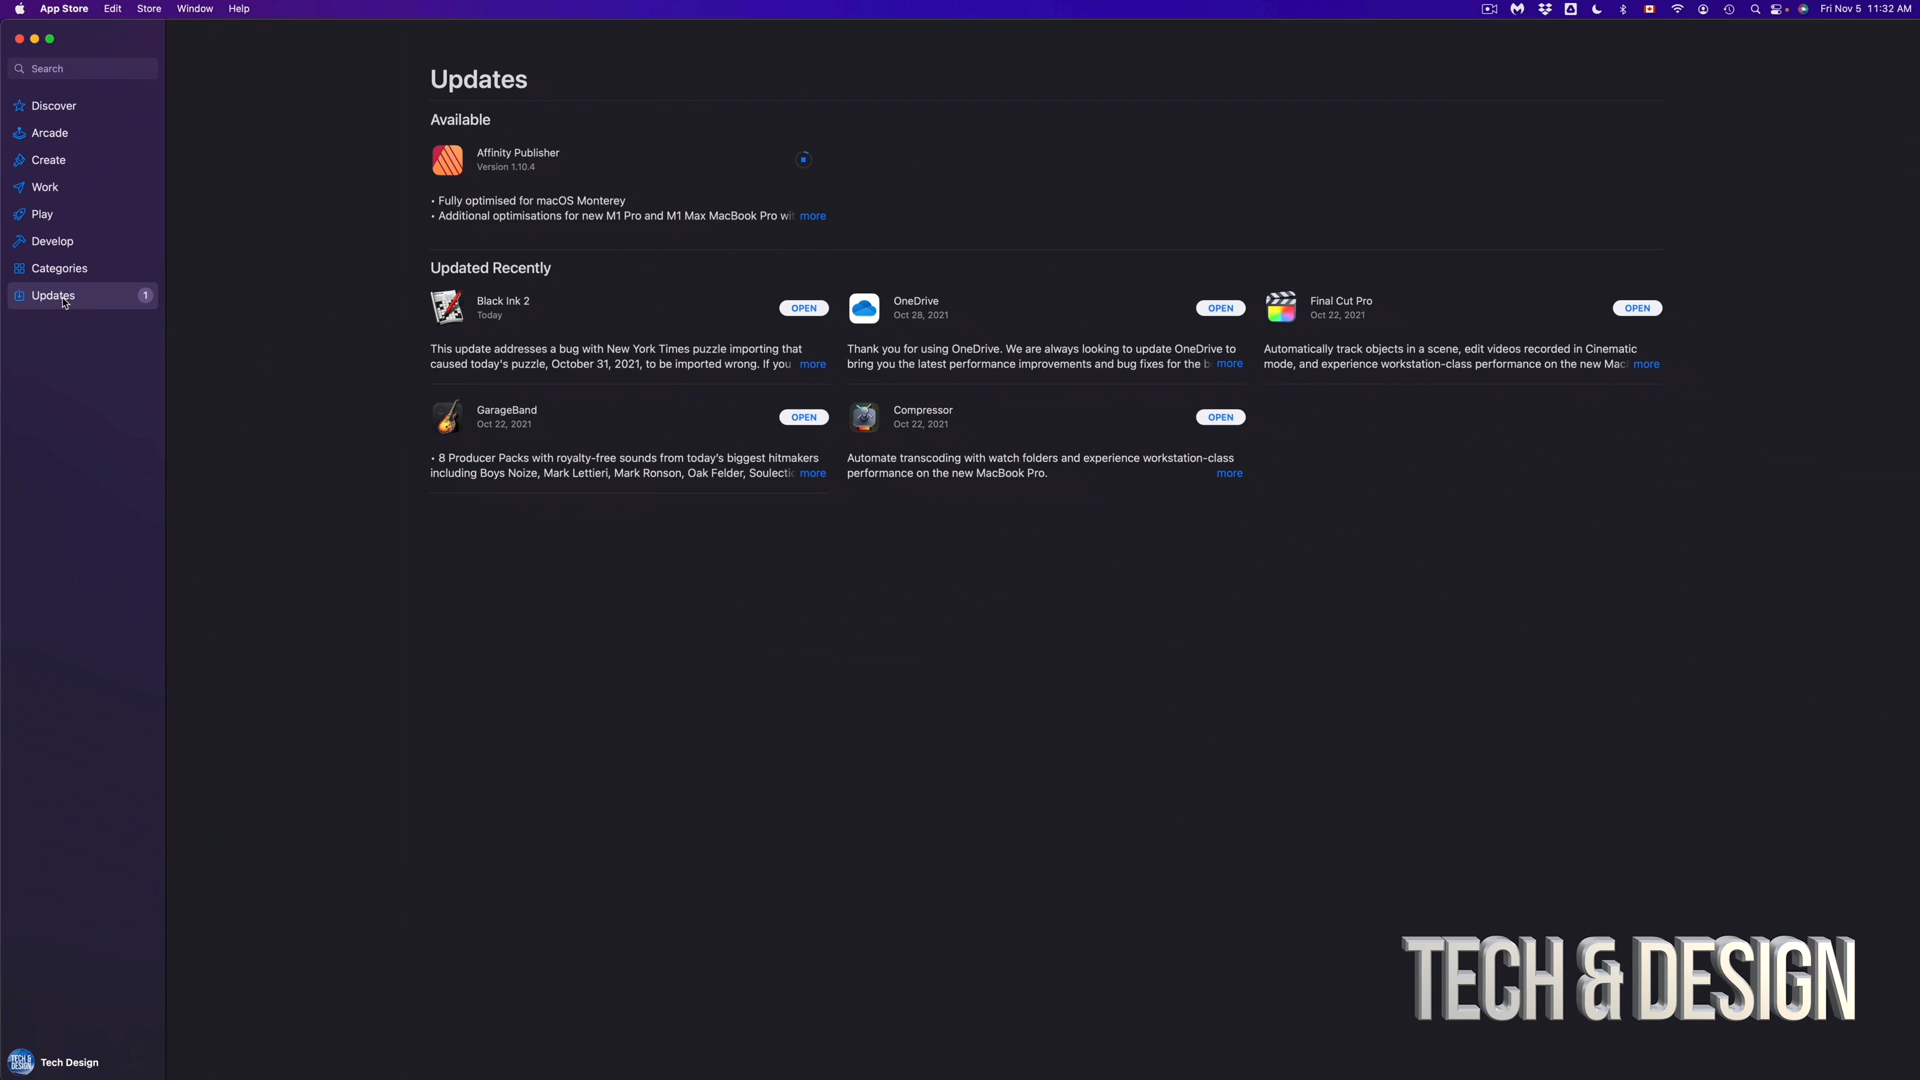 App Store Edit Store Window Help
Fri Nov 5 11:32 AM
Search
Discover
Arcade
Create
Work
Play
Develop
Categories
Updates 1
Tech Design
Updates
Available
Affinity Publisher
Version 1.10.4
• Fully optimised for macOS Monterey
• Additional optimisations for new M1 Pro and M1 Max MacBook Pro wit more
Updated Recently
Black Ink 2
Today
OPEN
This update addresses a bug with New York Times puzzle importing that
caused today's puzzle, October 31, 2021, to be imported wrong. If you more
OneDrive
Oct 28, 2021
OPEN
Thank you for using OneDrive. We are always looking to update OneDrive to
bring you the latest performance improvements and bug fixes for the b more
Final Cut Pro
Oct 22, 2021
OPEN
Automatically track objects in a scene, edit videos recorded in Cinematic
mode, and experience workstation-class performance on the new Mac more
GarageBand
Oct 22, 2021
OPEN
• 8 Producer Packs with royalty-free sounds from today's biggest hitmakers
including Boys Noize, Mark Lettieri, Mark Ronson, Oak Felder, Soulectic more
Compressor
Oct 22, 2021
OPEN
Automate transcoding with watch folders and experience workstation-class
performance on the new MacBook Pro. more
TECH & DESIGN